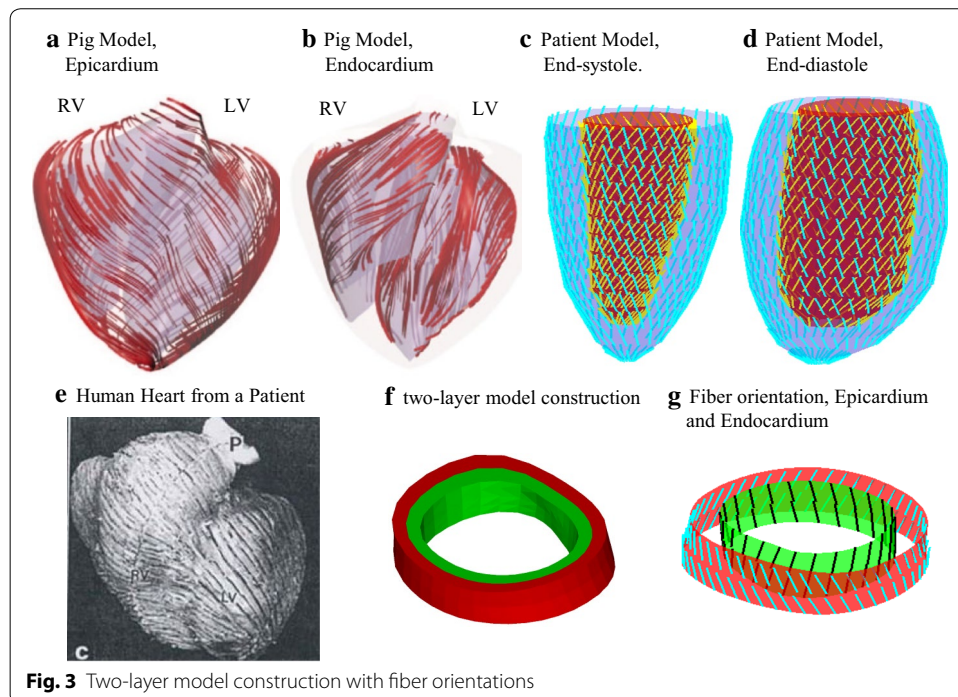 a Pig Model,
Epicardium
b Pig Model,
Endocardium
c Patient Model,
End-systole.
d Patient Model,
End-diastole
RV LV
RV LV
e Human Heart from a Patient
f two-layer model construction
g Fiber orientation, Epicardium
and Endocardium
P
RV
LV
C
Fig. 3 Two-layer model construction with fiber orientations